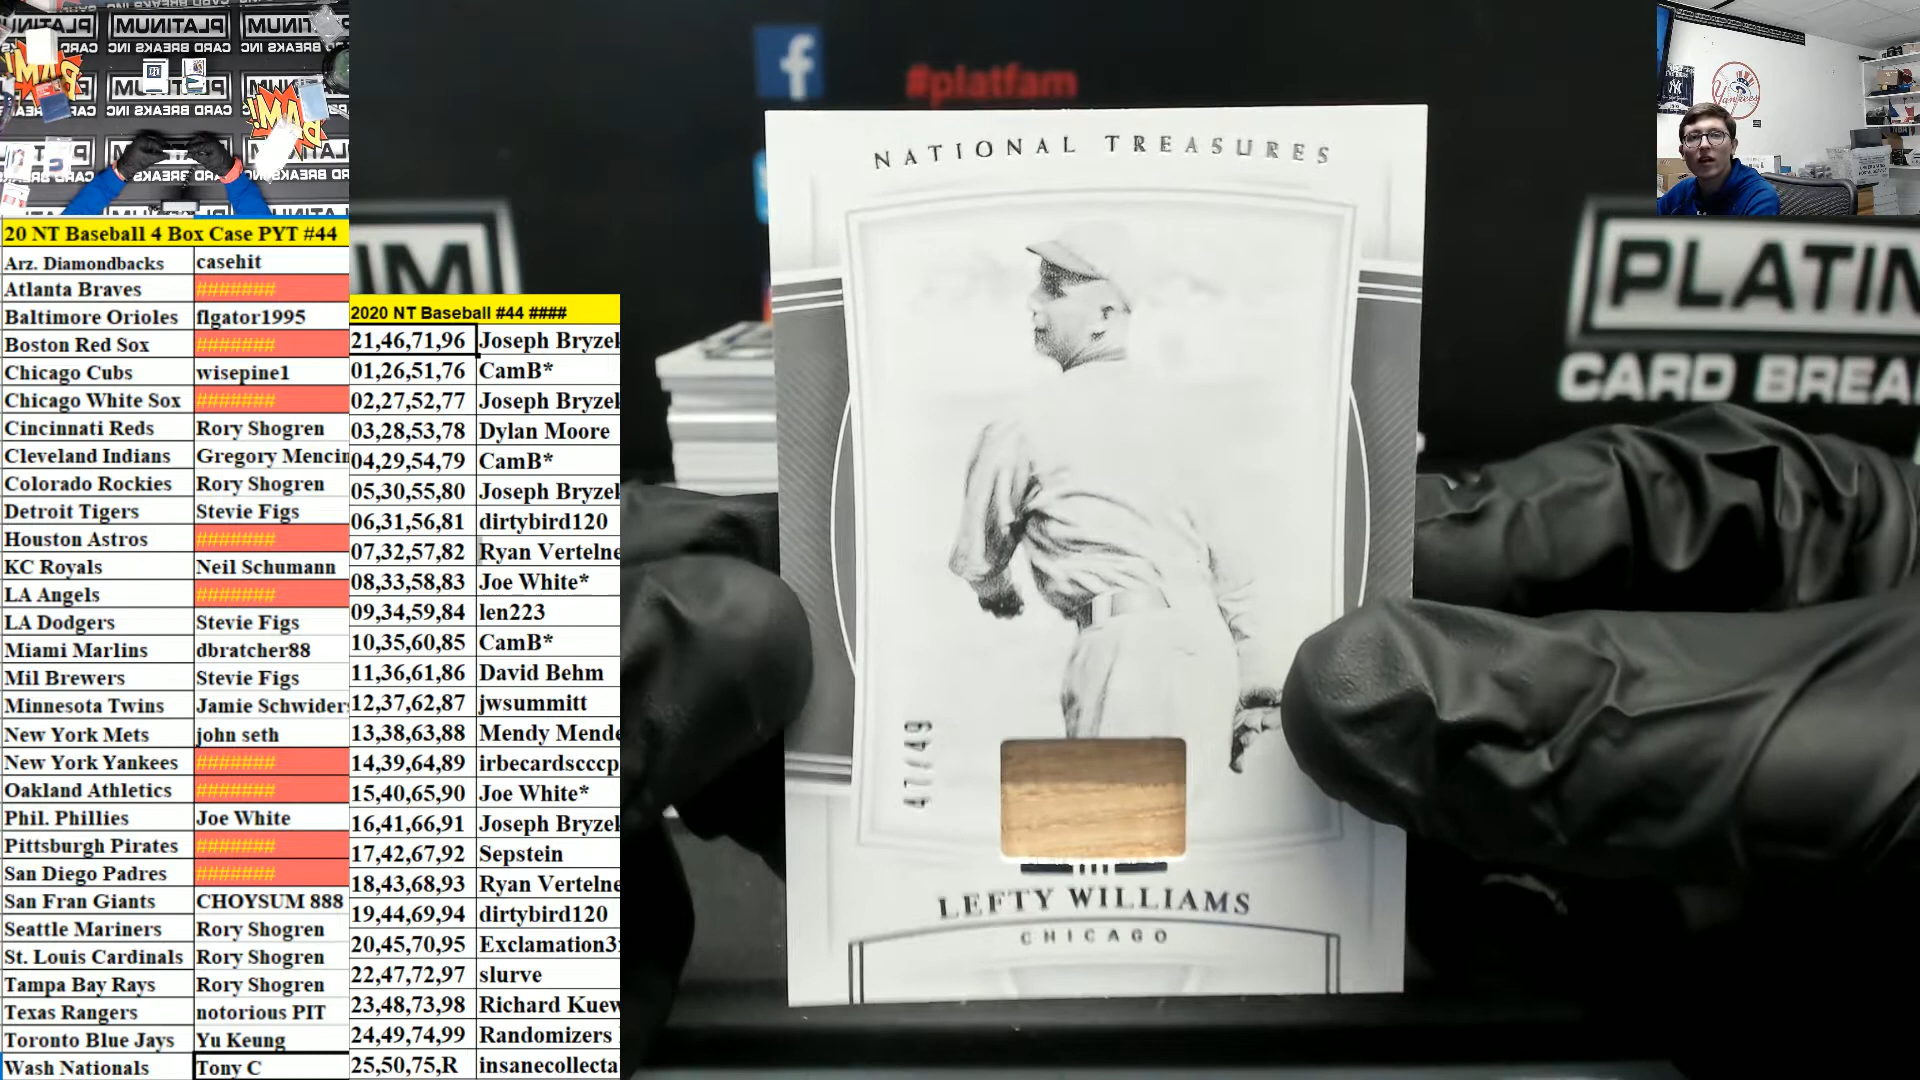 PLATINUM
CARD BREAKS INC
BAM!
20 NT Baseball 4 Box Case PYT #44
Arz. Diamondbacks casehit
Atlanta Braves #######
Baltimore Orioles flgator1995
Boston Red Sox #######
Chicago Cubs wisepine1
Chicago White Sox #######
Cincinnati Reds Rory Shogren
Cleveland Indians Gregory Mencin
Colorado Rockies Rory Shogren
Detroit Tigers Stevie Figs
Houston Astros #######
KC Royals Neil Schumann
LA Angels #######
LA Dodgers Stevie Figs
Miami Marlins dbratcher88
Mil Brewers Stevie Figs
Minnesota Twins Jamie Schwider
New York Mets john seth
New York Yankees #######
Oakland Athletics #######
Phil. Phillies Joe White
Pittsburgh Pirates #######
San Diego Padres #######
San Fran Giants CHOYSUM 888
Seattle Mariners Rory Shogren
St. Louis Cardinals Rory Shogren
Tampa Bay Rays Rory Shogren
Texas Rangers notorious PIT
Toronto Blue Jays Yu Keung
Wash Nationals Tony C
2020 NT Baseball #44 ####
21,46,71,96 Joseph Bryzek
01,26,51,76 CamB*
02,27,52,77 Joseph Bryzek
03,28,53,78 Dylan Moore
04,29,54,79 CamB*
05,30,55,80 Joseph Bryzek
06,31,56,81 dirtybird120
07,32,57,82 Ryan Vertelne
08,33,58,83 Joe White*
09,34,59,84 len223
10,35,60,85 CamB*
11,36,61,86 David Behm
12,37,62,87 jwsummitt
13,38,63,88 Mendy Mende
14,39,64,89 irbecardscccp
15,40,65,90 Joe White*
16,41,66,91 Joseph Bryzek
17,42,67,92 Sepstein
18,43,68,93 Ryan Vertelne
19,44,69,94 dirtybird120
20,45,70,95 Exclamation3
22,47,72,97 slurve
23,48,73,98 Richard Kuew
24,49,74,99 Randomizers
25,50,75,R insanecollecta
f
#platfam
NATIONAL TREASURES
47/49
LEFTY WILLIAMS
CHICAGO
Yankees
PLATIN
CARD BREA
UM